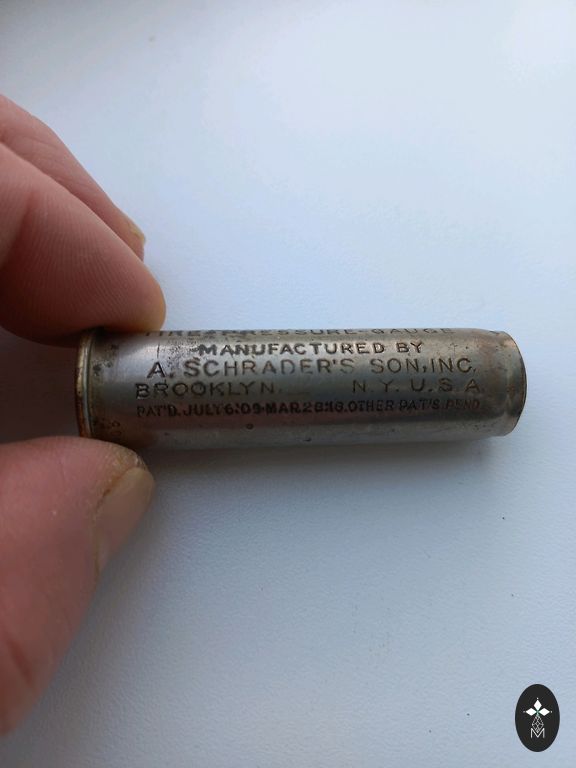 TIRE-PRESSURE-GAUGE
MANUFACTURED BY
A. SCHRADER'S SON, INC.
BROOKLYN. N.Y. U.S.A.
PAT'D. JULY 6.'09-MAR.28.'16. OTHER PAT'S. PEND.
M